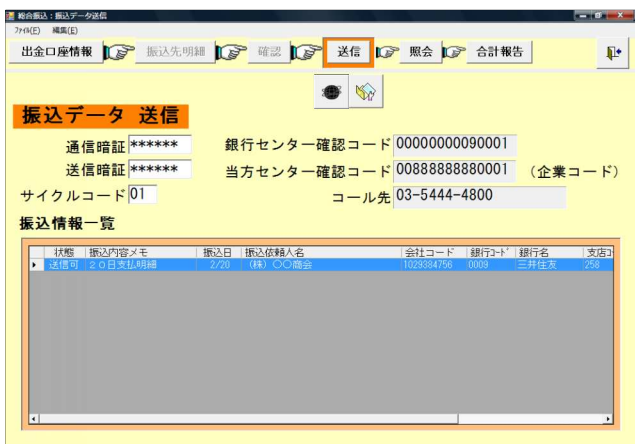 総合振込：振込データ送信
ファイル(F) 編集(E)
出金口座情報 振込先明細 確認 送信 照会 合計報告
振込データ 送信
通信暗証 ****** 銀行センター確認コード 00000000090001
送信暗証 ****** 当方センター確認コード 00888888880001 (企業コード)
サイクルコード 01 コール先 03-5444-4800
振込情報一覧
状態 振込内容メモ 振込日 振込依頼人名 会社コード 銀行ｺｰﾄﾞ 銀行名 支店ｺ
送信可 ２０日支払明細 2/20 （株）〇〇商会 1029384756 0009 三井住友 258